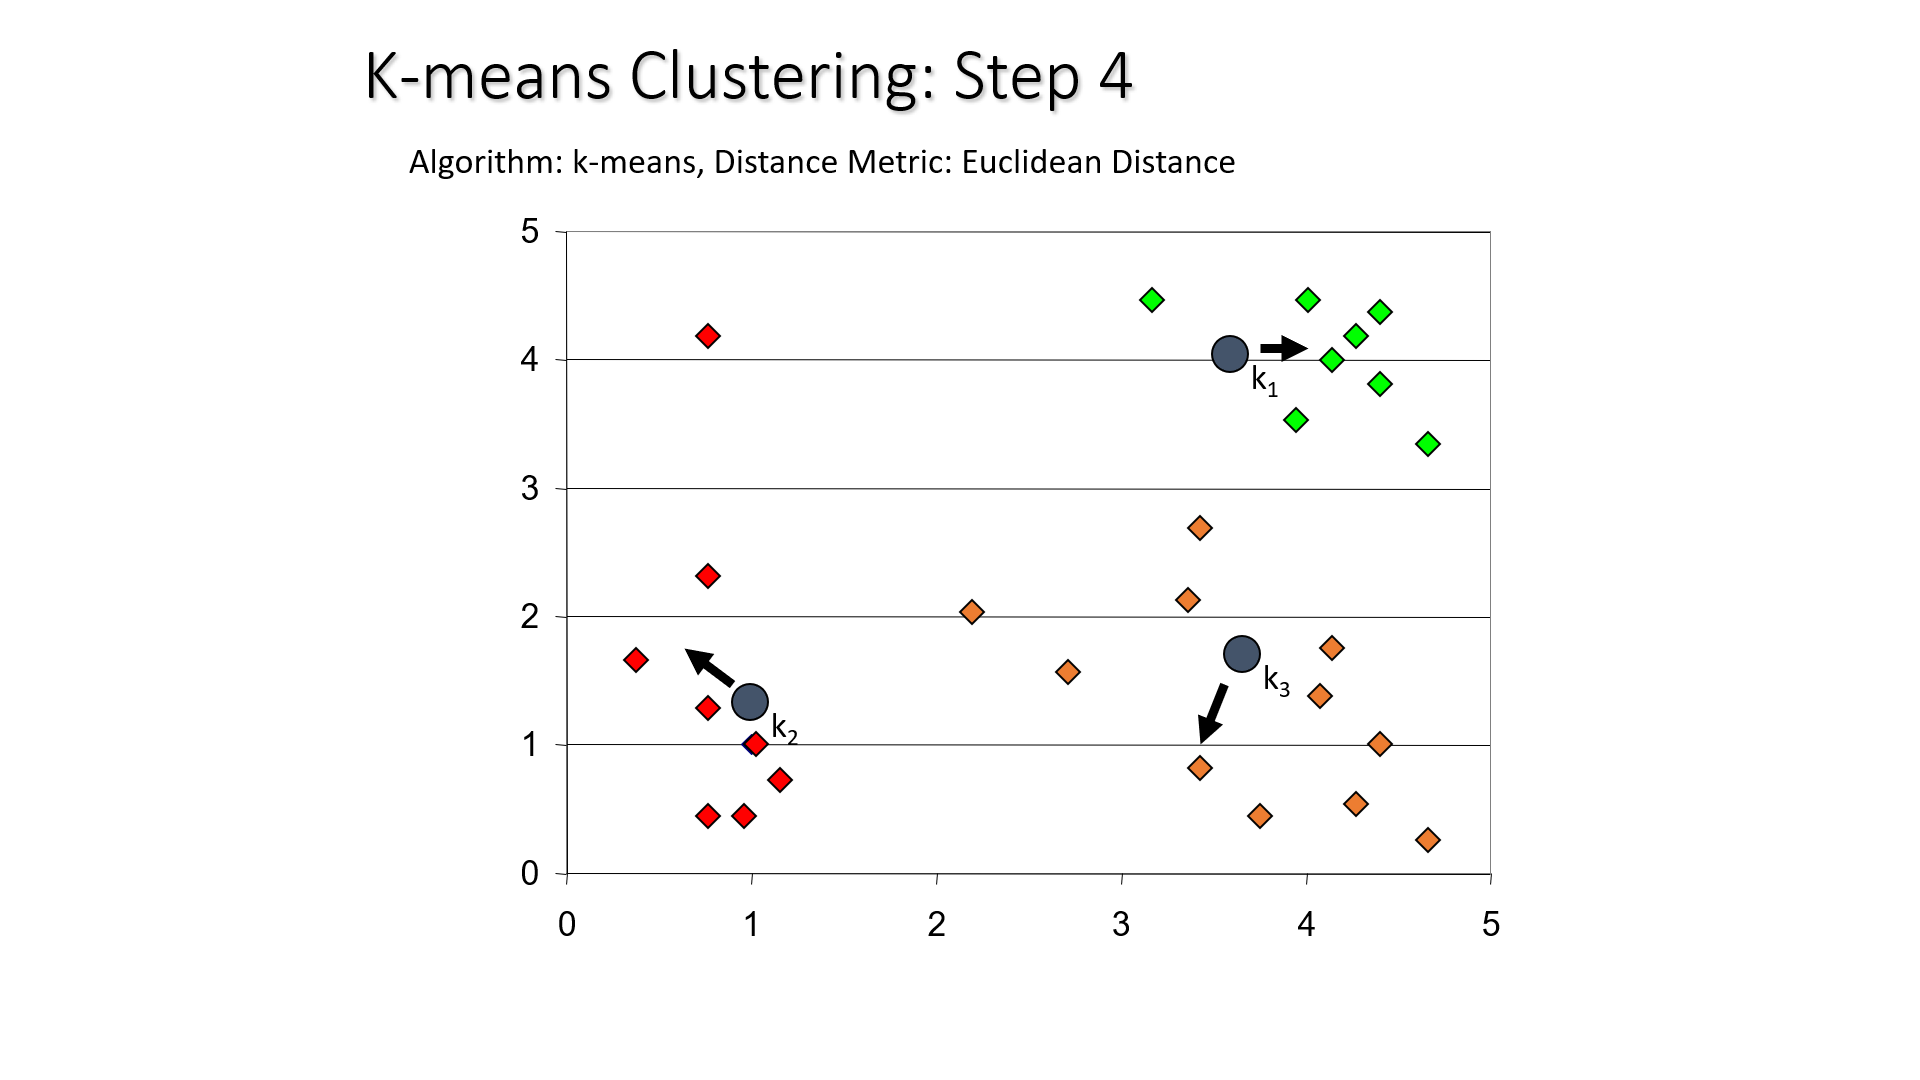 K-means Clustering: Step 4
Algorithm: k-means, Distance Metric: Euclidean Distance
5
4
k1
3
2
k3
k2
1
0
0 1 2 3 4 5